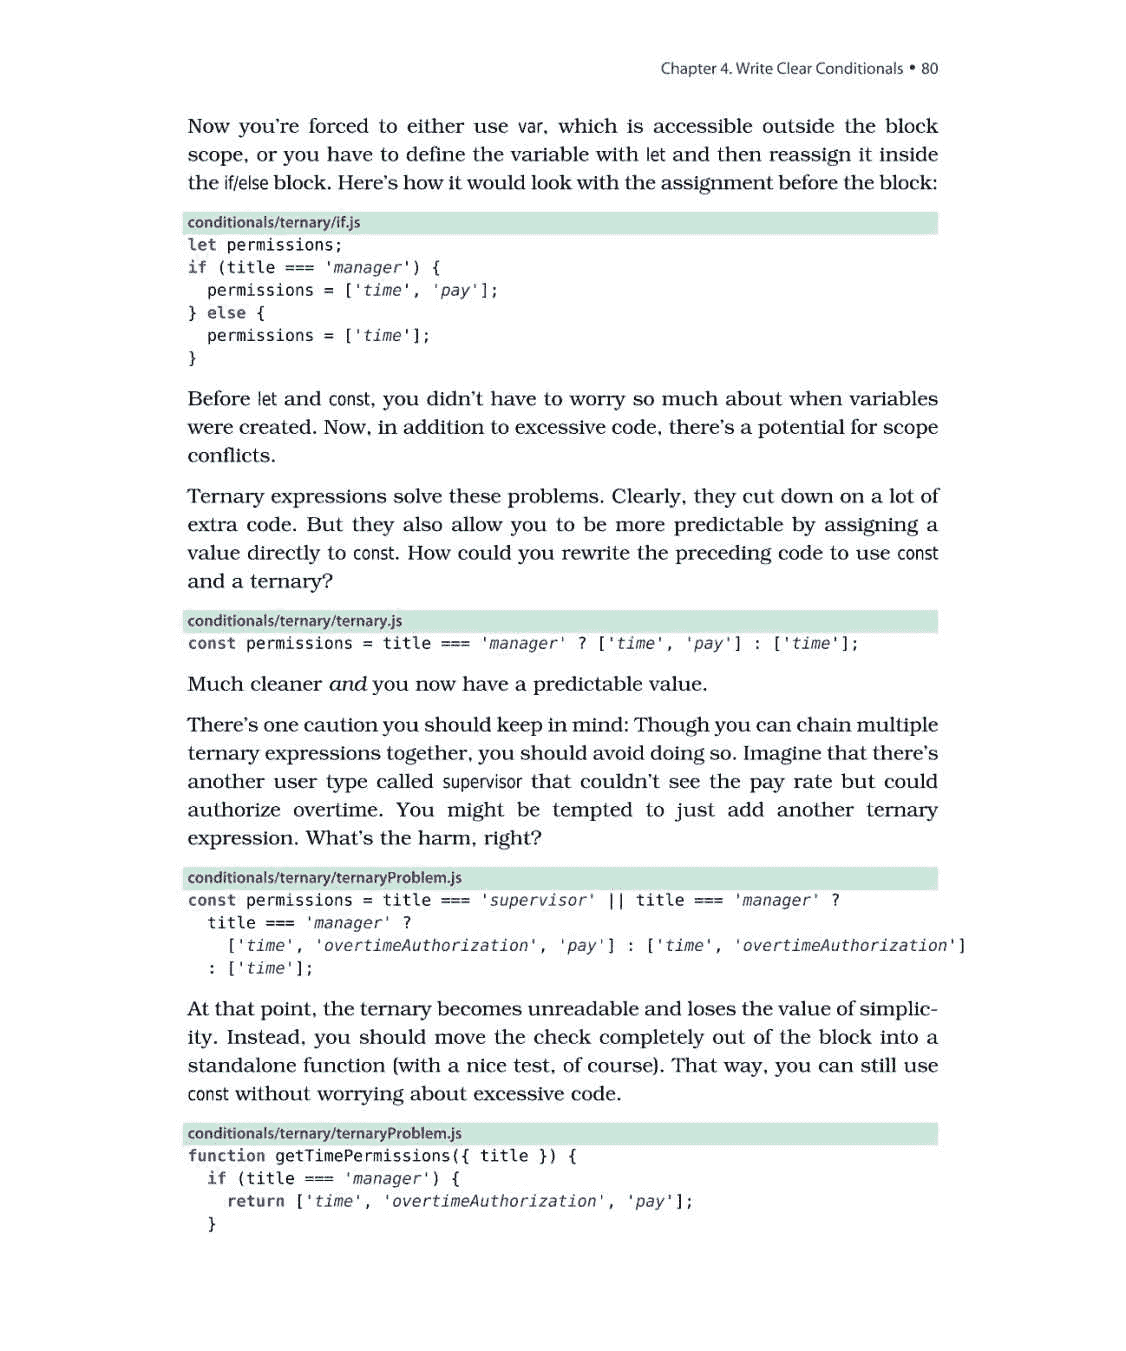 Chapter 4. Write Clear Conditionals • 80
Now you're forced to either use var, which is accessible outside the block
scope, or you have to define the variable with let and then reassign it inside
the if/else block. Here's how it would look with the assignment before the block:
conditionals/ternary/if.js
let permissions;
if (title === 'manager') {
  permissions = ['time', 'pay'];
} else {
  permissions = ['time'];
}
Before let and const, you didn't have to worry so much about when variables
were created. Now, in addition to excessive code, there's a potential for scope
conflicts.
Ternary expressions solve these problems. Clearly, they cut down on a lot of
extra code. But they also allow you to be more predictable by assigning a
value directly to const. How could you rewrite the preceding code to use const
and a ternary?
conditionals/ternary/ternary.js
const permissions = title === 'manager' ? ['time', 'pay'] : ['time'];
Much cleaner and you now have a predictable value.
There's one caution you should keep in mind: Though you can chain multiple
ternary expressions together, you should avoid doing so. Imagine that there's
another user type called supervisor that couldn't see the pay rate but could
authorize overtime. You might be tempted to just add another ternary
expression. What's the harm, right?
conditionals/ternary/ternaryProblem.js
const permissions = title === 'supervisor' || title === 'manager' ?
  title === 'manager' ?
    ['time', 'overtimeAuthorization', 'pay'] : ['time', 'overtimeAuthorization']
  : ['time'];
At that point, the ternary becomes unreadable and loses the value of simplic-
ity. Instead, you should move the check completely out of the block into a
standalone function (with a nice test, of course). That way, you can still use
const without worrying about excessive code.
conditionals/ternary/ternaryProblem.js
function getTimePermissions({ title }) {
  if (title === 'manager') {
    return ['time', 'overtimeAuthorization', 'pay'];
  }